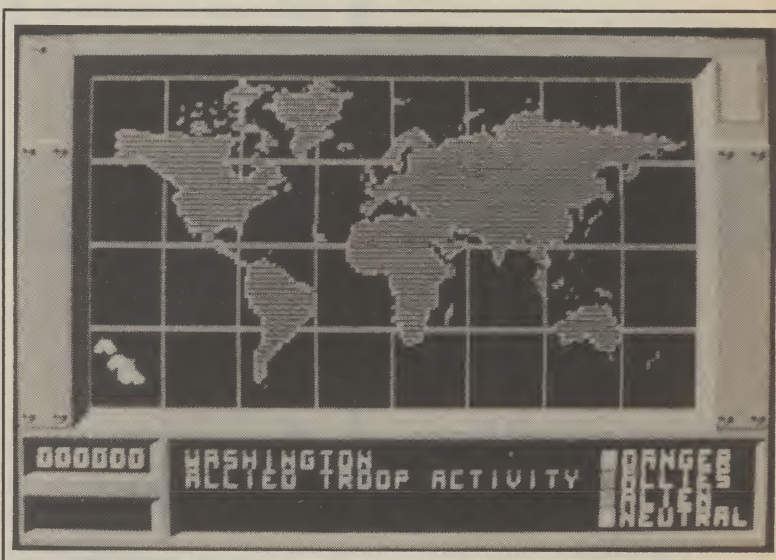 000000
WASHINGTON
ALLIED TROOP ACTIVITY
DANGER
ALLIES
ALIEN
NEUTRAL